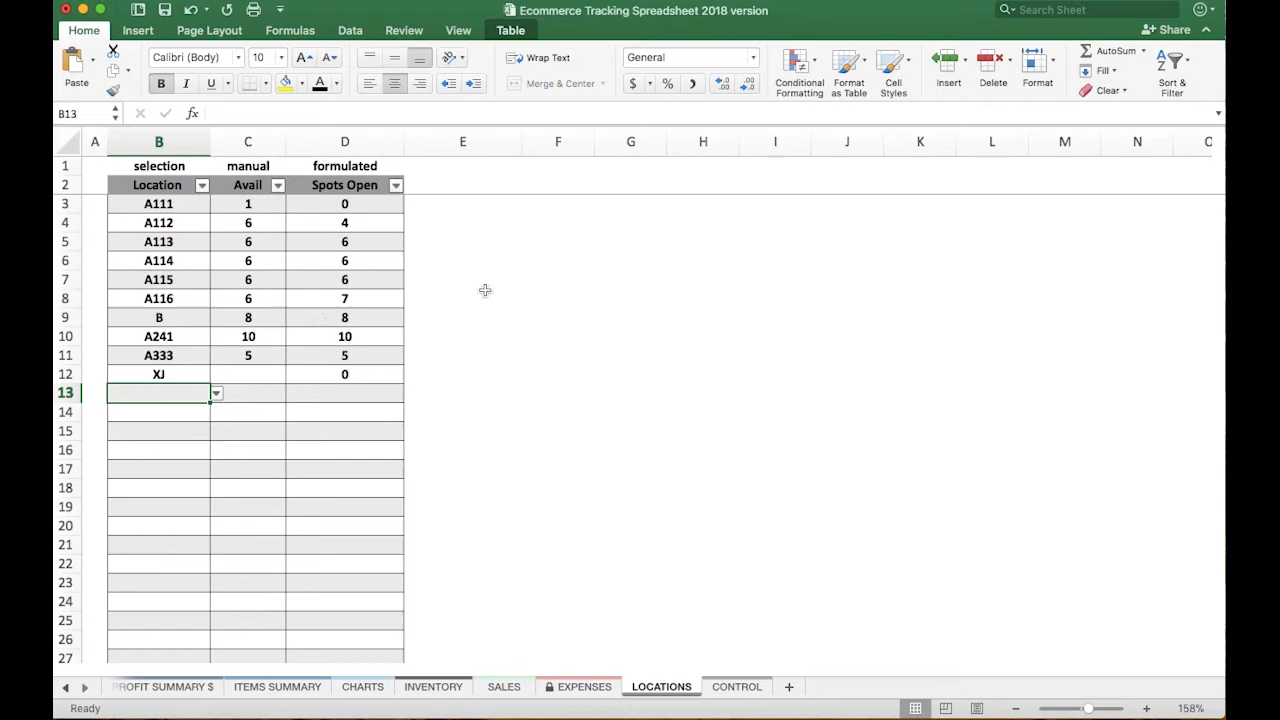 Ecommerce Tracking Spreadsheet 2018 version
Search Sheet
Home Insert Page Layout Formulas Data Review View Table
Share
Paste
Calibri (Body) 10 A A
B I U A
Wrap Text
Merge & Center
General
$ % )
Conditional Formatting
Format as Table
Cell Styles
Insert
Delete
Format
AutoSum
Fill
Clear
Sort & Filter
B13 fx
A B C D E F G H I J K L M N O
1 selection manual formulated
2 Location Avail Spots Open
3 A111 1 0
4 A112 6 4
5 A113 6 6
6 A114 6 6
7 A115 6 6
8 A116 6 7
9 B 8 8
10 A241 10 10
11 A333 5 5
12 XJ 0
13
14
15
16
17
18
19
20
21
22
23
24
25
26
27
PROFIT SUMMARY $ ITEMS SUMMARY CHARTS INVENTORY SALES EXPENSES LOCATIONS CONTROL +
Ready
158%